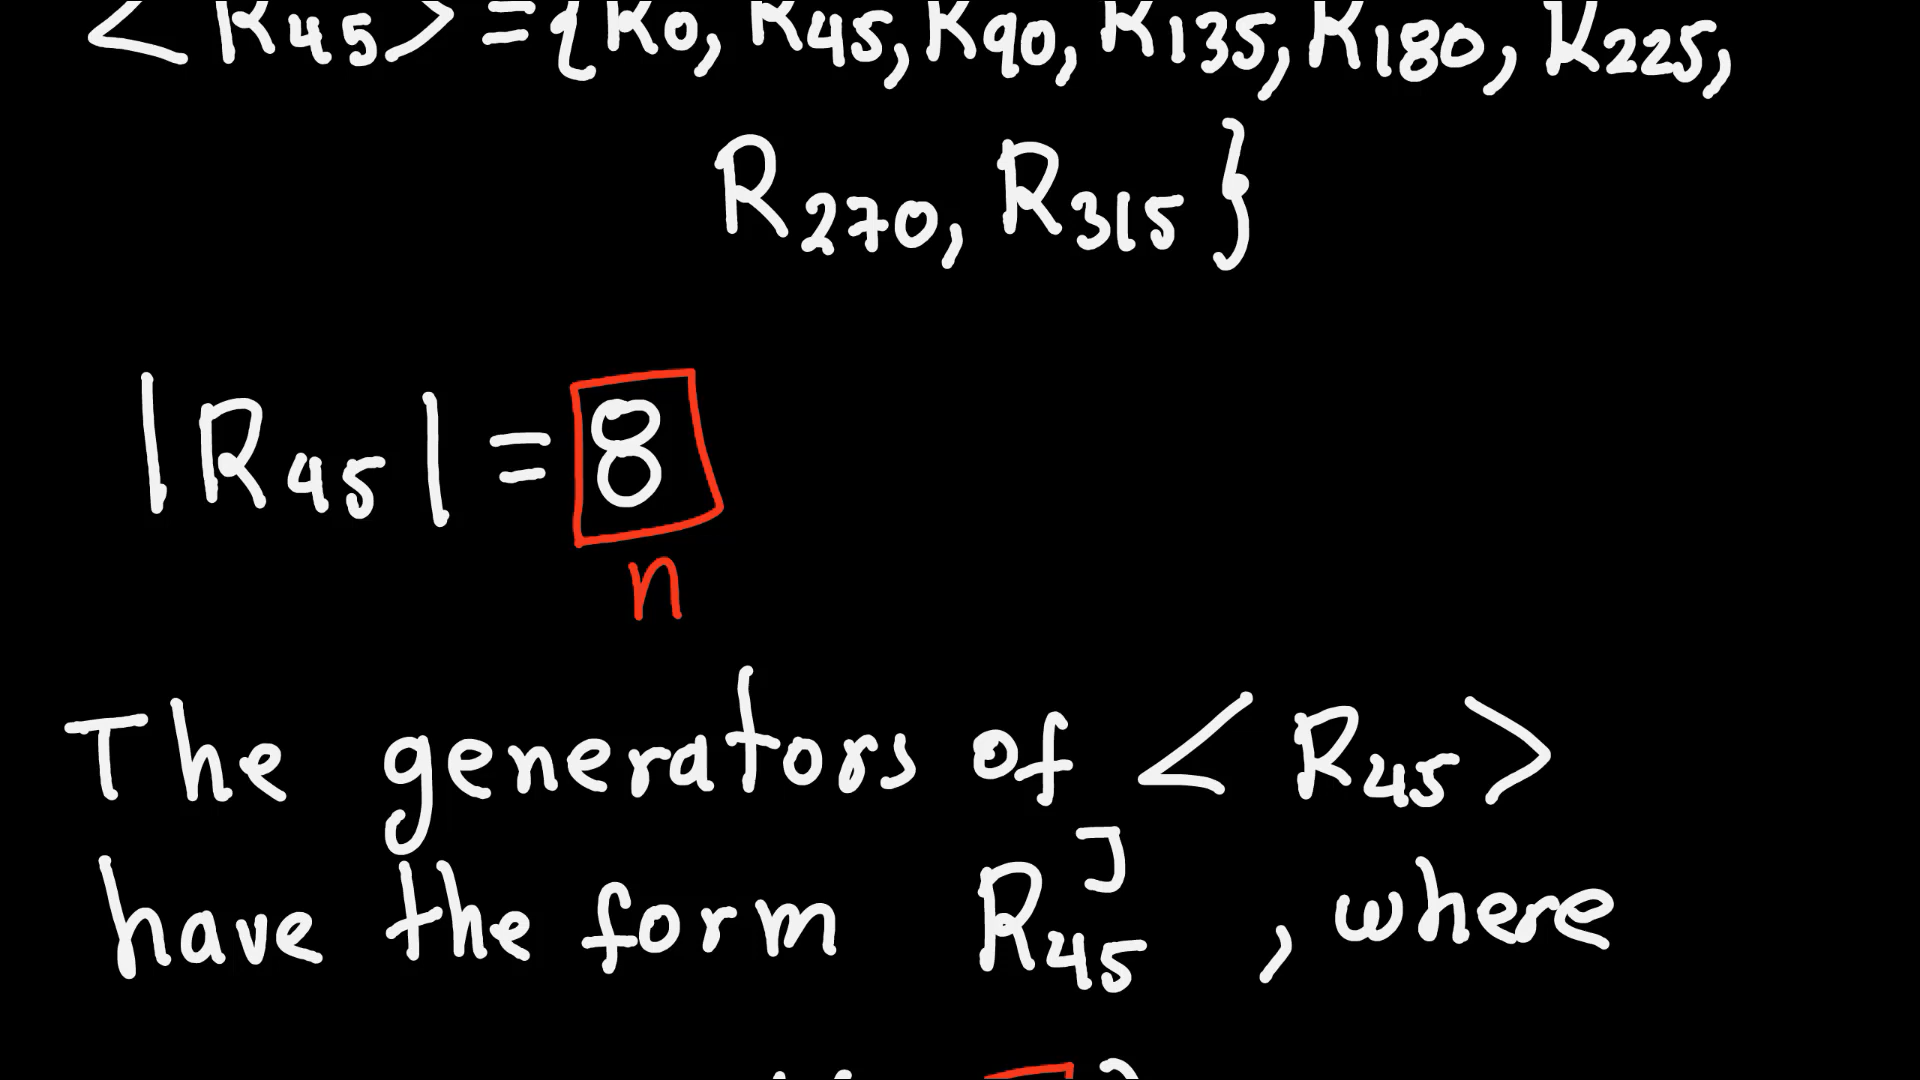 <R45>={R0, R45, R90, R135, R180, R225,
R270, R315}
|R45|=8
n
The generators of <R45>
have the form R45^J, where